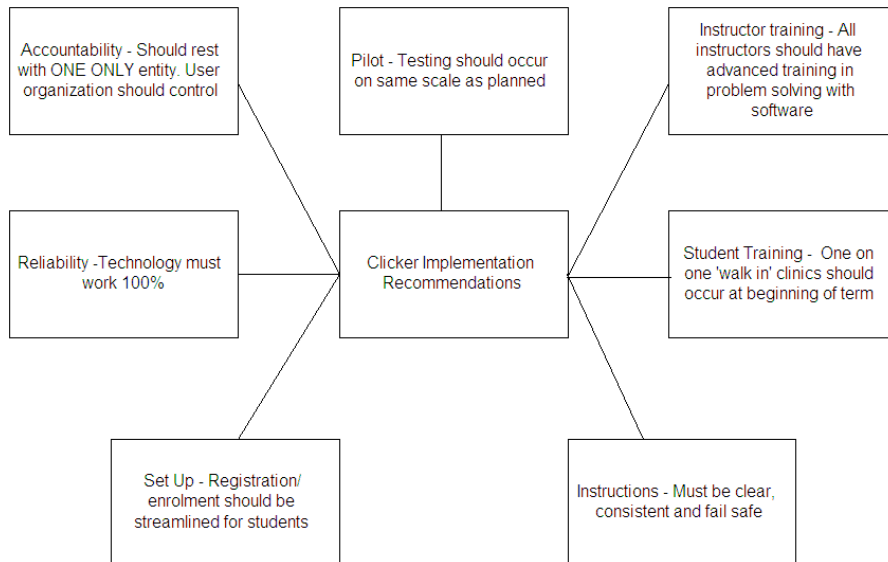 Accountability - Should rest
with ONE ONLY entity. User
organization should control
Pilot - Testing should occur
on same scale as planned
Instructor training - All
instructors should have
advanced training in
problem solving with
software
Reliability -Technology must
work 100%
Clicker Implementation
Recommendations
Student Training -  One on
one 'walk in' clinics should
occur at beginning of term
Set Up - Registration/
enrolment should be
streamlined for students
Instructions - Must be clear,
consistent and fail safe